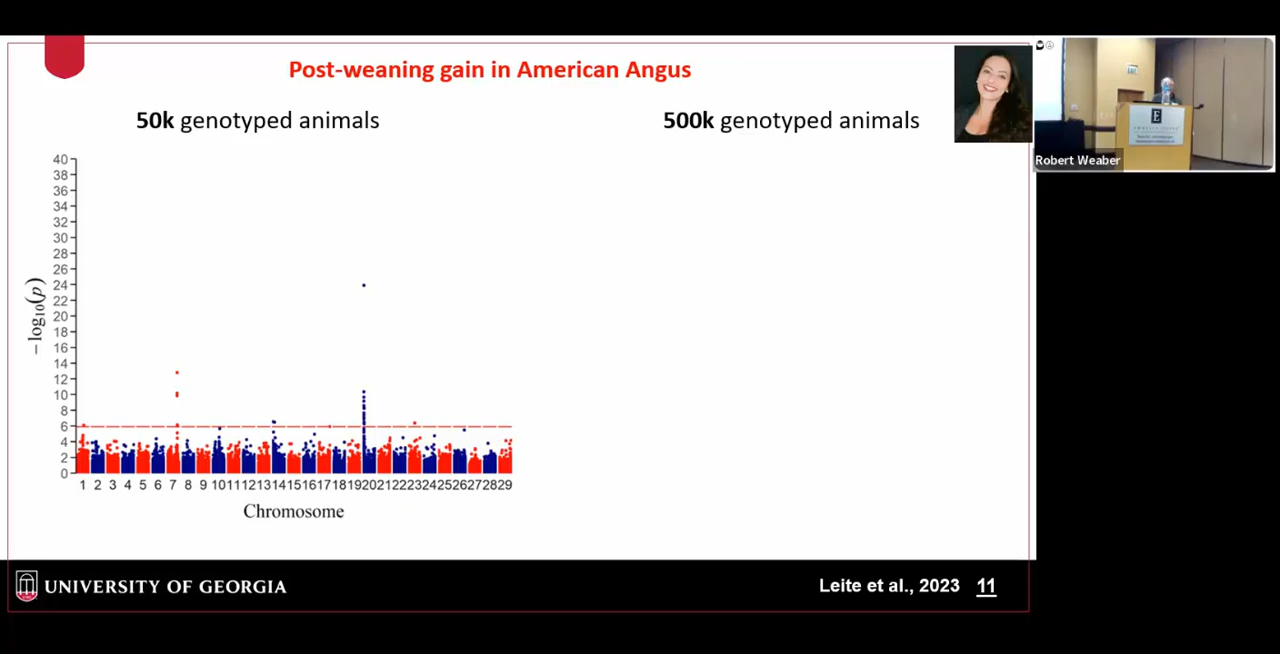 Post-weaning gain in American Angus
50k genotyped animals
500k genotyped animals
Robert Weaber
40
38
36
34
32
30
28
26
24
22
20
18
16
14
12
10
8
6
4
2
0
−log10(p)
1 2 3 4 5 6 7 8 9 10 11 12 13 14 15 16 17 18 19 20 21 22 23 24 25 26 27 28 29
Chromosome
UNIVERSITY OF GEORGIA
Leite et al., 2023 11